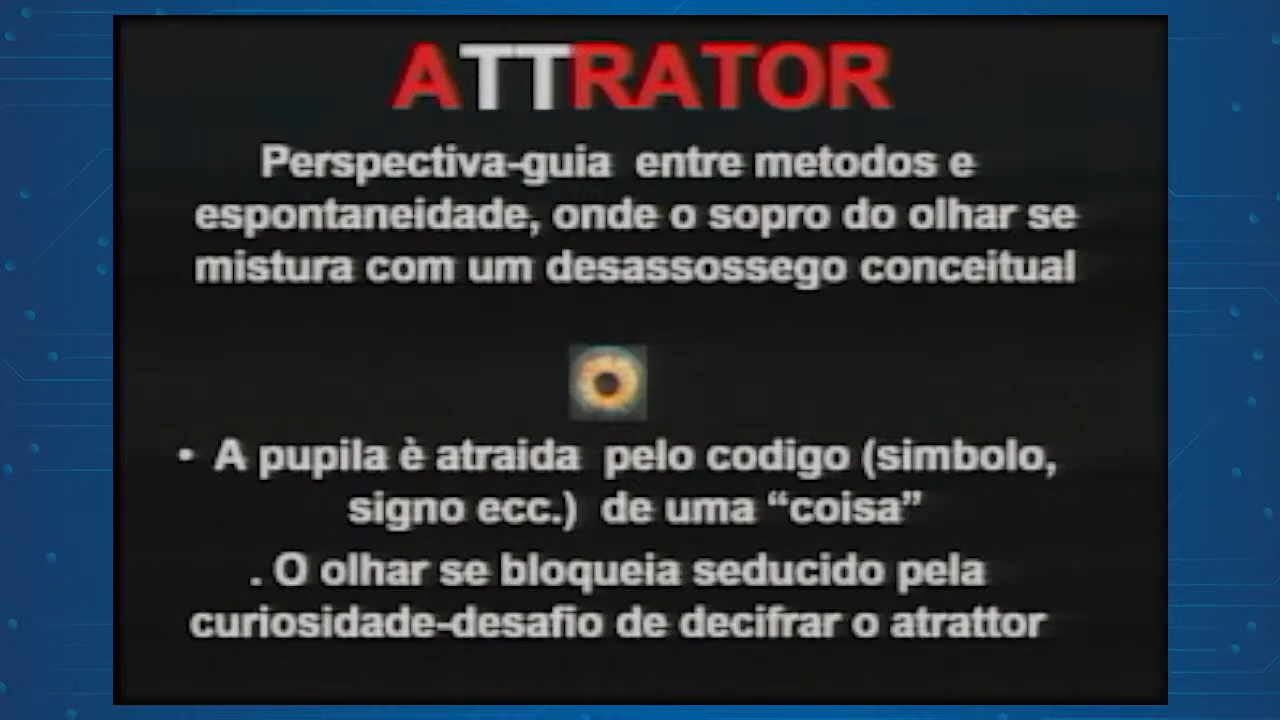 ATTRATOR
Perspectiva-guia entre metodos e
espontaneidade, onde o sopro do olhar se
mistura com um desassossego conceitual
• A pupila è atraida pelo codigo (simbolo,
signo ecc.) de uma “coisa”
. O olhar se bloqueia seducido pela
curiosidade-desafio de decifrar o atrattor